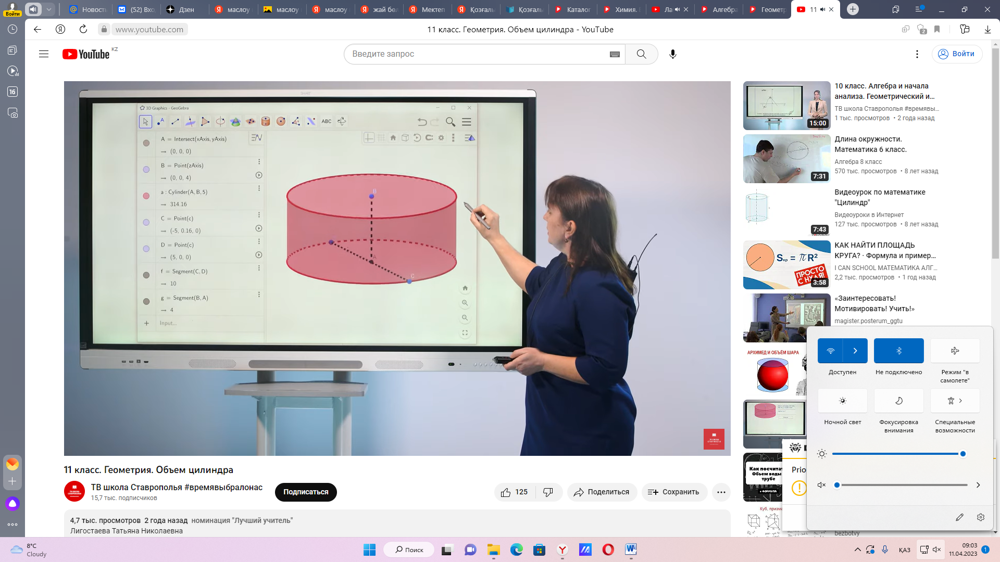 Войти
Новость
(52) Вхо
Дзен
маслоу
маслоу
маслоу
жай бөл
Мектеп
Қозғалы
Қозғалы
Каталог
Химия.
Ла
Алгебра
Геометр
11
www.youtube.com
11 класс. Геометрия. Объем цилиндра - YouTube
2
16
YouTube KZ
Введите запрос
Войти
SMART
3D Graphics - GeoGebra
ABC
A = Intersect(xAxis, yAxis)
→ (0, 0, 0)
B = Point(zAxis)
→ (0, 0, 4)
a : Cylinder(A, B, 5)
→ 314.16
C = Point(c)
→ (-5, 0.16, 0)
D = Point(c)
→ (5, 0, 0)
f = Segment(C, D)
→ 10
g = Segment(B, A)
→ 4
Input...
B
A
C
11 класс. Геометрия. Объем цилиндра
ТВ школа Ставрополья #времявыбралонас
15,7 тыс. подписчиков
Подписаться
125
Поделиться
Сохранить
4,7 тыс. просмотров 2 года назад номинация "Лучший учитель"
Лигостаева Татьяна Николаевна
15:00
10 класс. Алгебра и начала
анализа. Геометрический и...
ТВ школа Ставрополья #времявы...
1 тыс. просмотров • 2 года назад
7:31
Длина окружности.
Математика 6 класс.
Алгебра 8 класс
570 тыс. просмотров • 8 лет назад
7:43
Видеоурок по математике
"Цилиндр"
Видеоуроки в Интернет
127 тыс. просмотров • 8 лет назад
Sкр = πR²
ПРОСТО
С НУЛЯ!
3:58
КАК НАЙТИ ПЛОЩАДЬ
КРУГА? · Формула и пример...
I CAN SCHOOL МАТЕМАТИКА АЛГ...
2,2 тыс. просмотров • 1 год назад
«Заинтересовать!
Мотивировать! Учить!»
magister.posterum_ggtu
АРХИМЕД И ОБЪЁМ ШАРА
Как посчитат
Обьем воды
трубе
+ ФОРМУЛА
Куб, призма
bezbotvy
Prio
Доступен
Не подключено
Режим "в
самолете"
Ночной свет
Фокусировка
внимания
Специальные
возможности
8°C
Cloudy
Поиск
ҚАЗ
09:03
11.04.2023
1